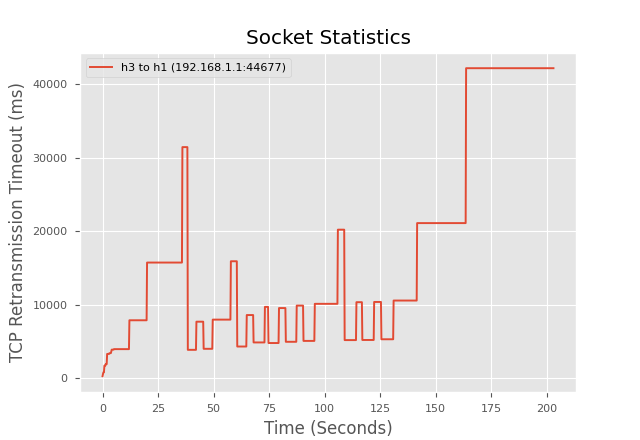 Socket Statistics
h3 to h1 (192.168.1.1:44677)
TCP Retransmission Timeout (ms)
40000
30000
20000
10000
0
0 25 50 75 100 125 150 175 200
Time (Seconds)